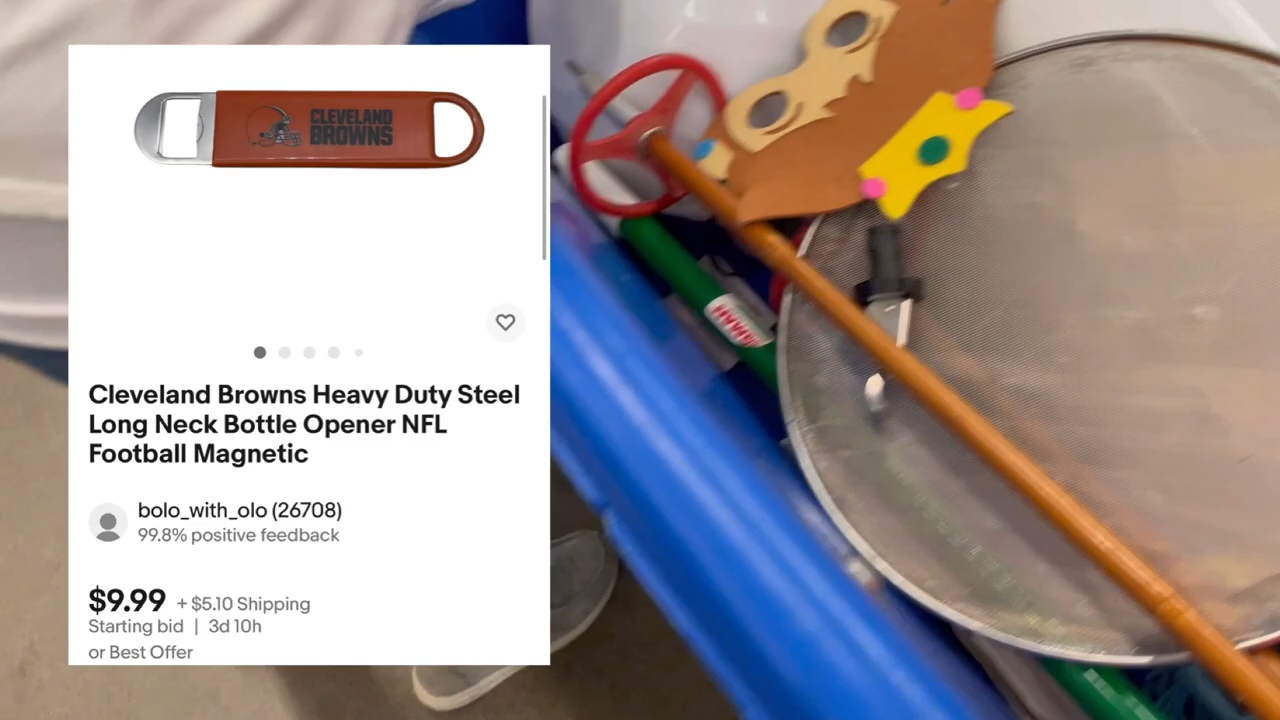 CLEVELAND
BROWNS
Cleveland Browns Heavy Duty Steel
Long Neck Bottle Opener NFL
Football Magnetic
bolo_with_olo (26708)
99.8% positive feedback
$9.99 + $5.10 Shipping
Starting bid | 3d 10h
or Best Offer